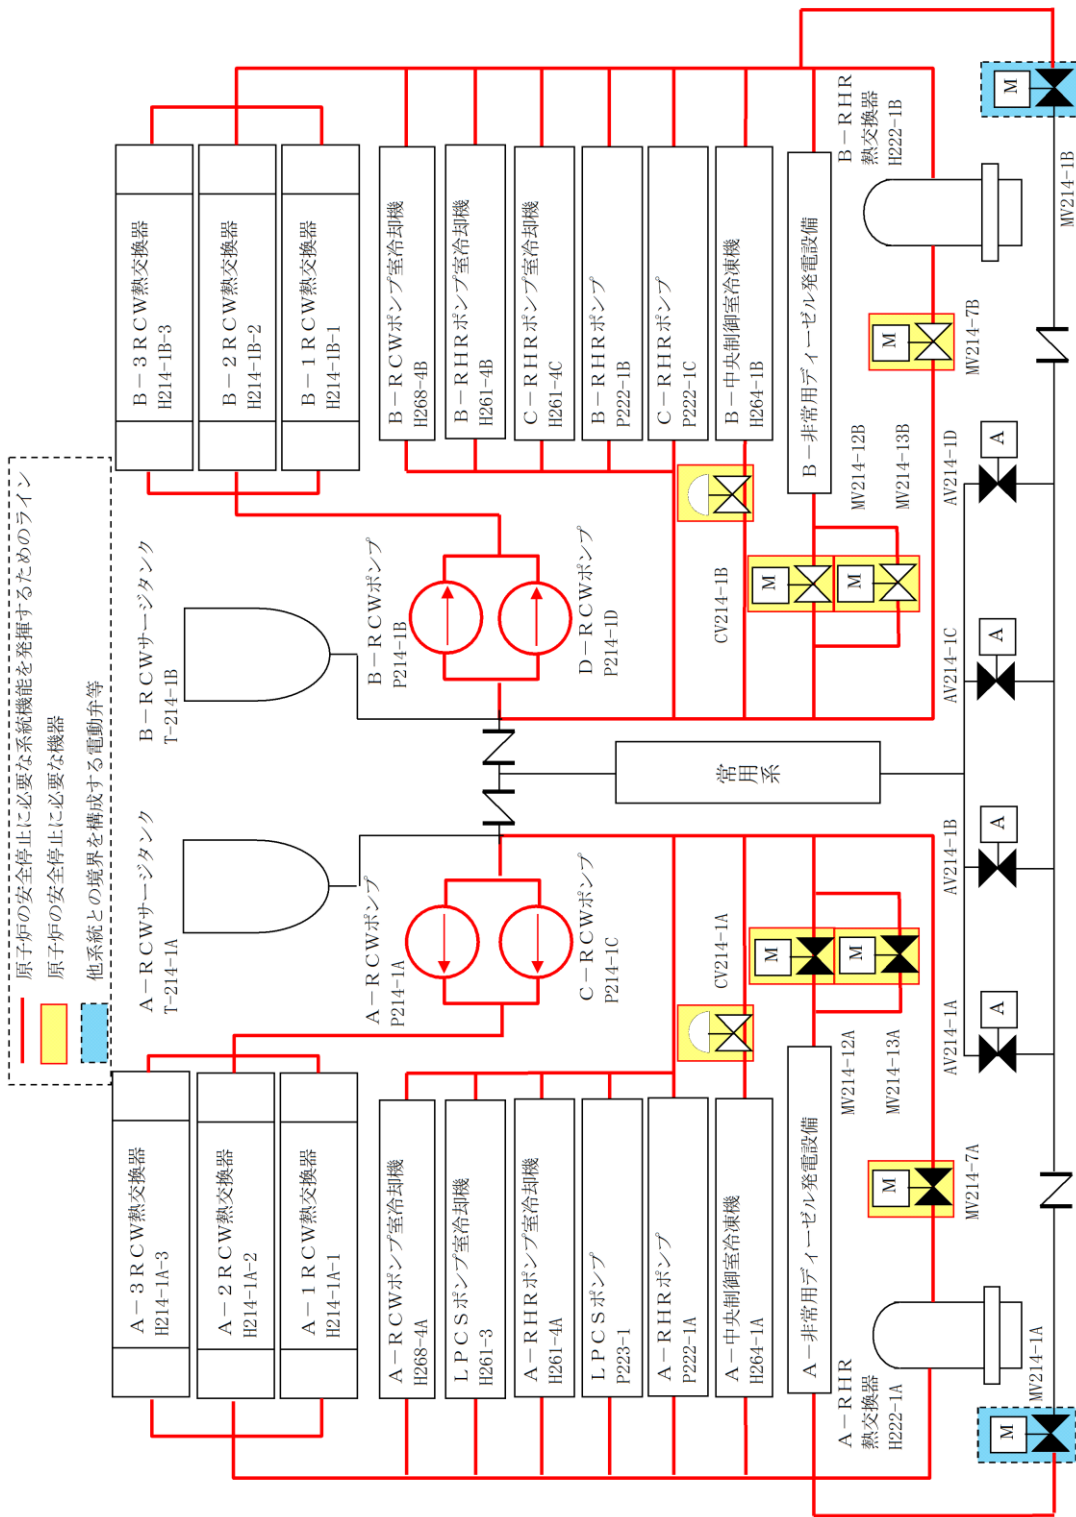 原子炉の安全停止に必要な系統機能を発揮するためのライン
原子炉の安全停止に必要な機器
他系統との境界を構成する電動弁等
A-RCWサージタンク
T-214-1A
B-RCWサージタンク
T-214-1B
A-3RCW熱交換器
H214-1A-3
A-2RCW熱交換器
H214-1A-2
A-1RCW熱交換器
H214-1A-1
A-RCWポンプ
P214-1A
C-RCWポンプ
P214-1C
B-RCWポンプ
P214-1B
D-RCWポンプ
P214-1D
B-3RCW熱交換器
H214-1B-3
B-2RCW熱交換器
H214-1B-2
B-1RCW熱交換器
H214-1B-1
A-RCWポンプ室冷却機
H268-4A
LPCSポンプ室冷却機
H261-3
A-RHRポンプ室冷却機
H261-4A
LPCSポンプ
P223-1
A-RHRポンプ
P222-1A
A-中央制御室冷凍機
H264-1A
A-非常用ディーゼル発電設備
CV214-1A
M
MV214-12A
M
MV214-13A
常用系
B-RCWポンプ室冷却機
H268-4B
B-RHRポンプ室冷却機
H261-4B
C-RHRポンプ室冷却機
H261-4C
B-RHRポンプ
P222-1B
C-RHRポンプ
P222-1C
B-中央制御室冷凍機
H264-1B
B-非常用ディーゼル発電設備
CV214-1B
M
MV214-12B
M
MV214-13B
A-RHR
熱交換器
H222-1A
M
MV214-7A
M
MV214-7B
B-RHR
熱交換器
H222-1B
AV214-1A
A
AV214-1B
A
AV214-1C
A
AV214-1D
A
M
MV214-1A
M
MV214-1B